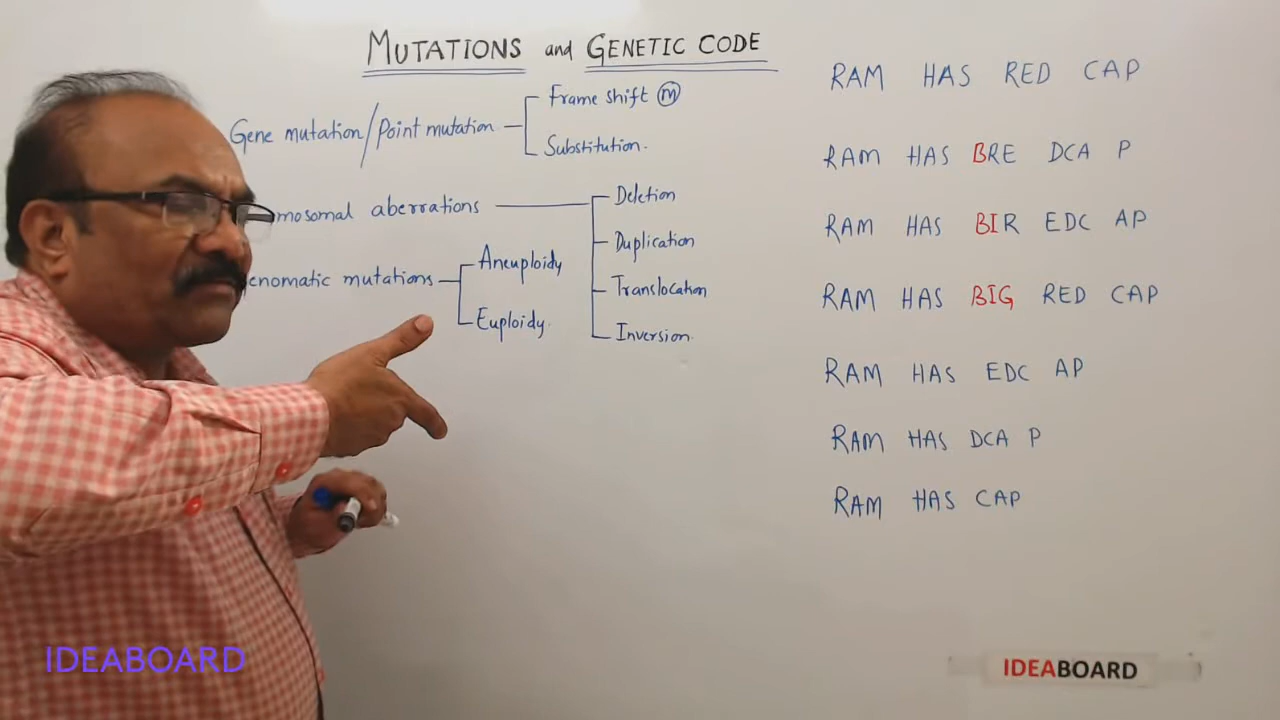 MUTATIONS and GENETIC CODE
Gene mutation/Point mutation
Frame shift m
Substitution.
mosomal aberrations
Deletion
Duplication
Translocation
Inversion.
enomatic mutations
Aneuploidy
Euploidy.
RAM HAS RED CAP
RAM HAS BRE DCA P
RAM HAS BIR EDC AP
RAM HAS BIG RED CAP
RAM HAS EDC AP
RAM HAS DCA P
RAM HAS CAP
IDEABOARD
IDEABOARD